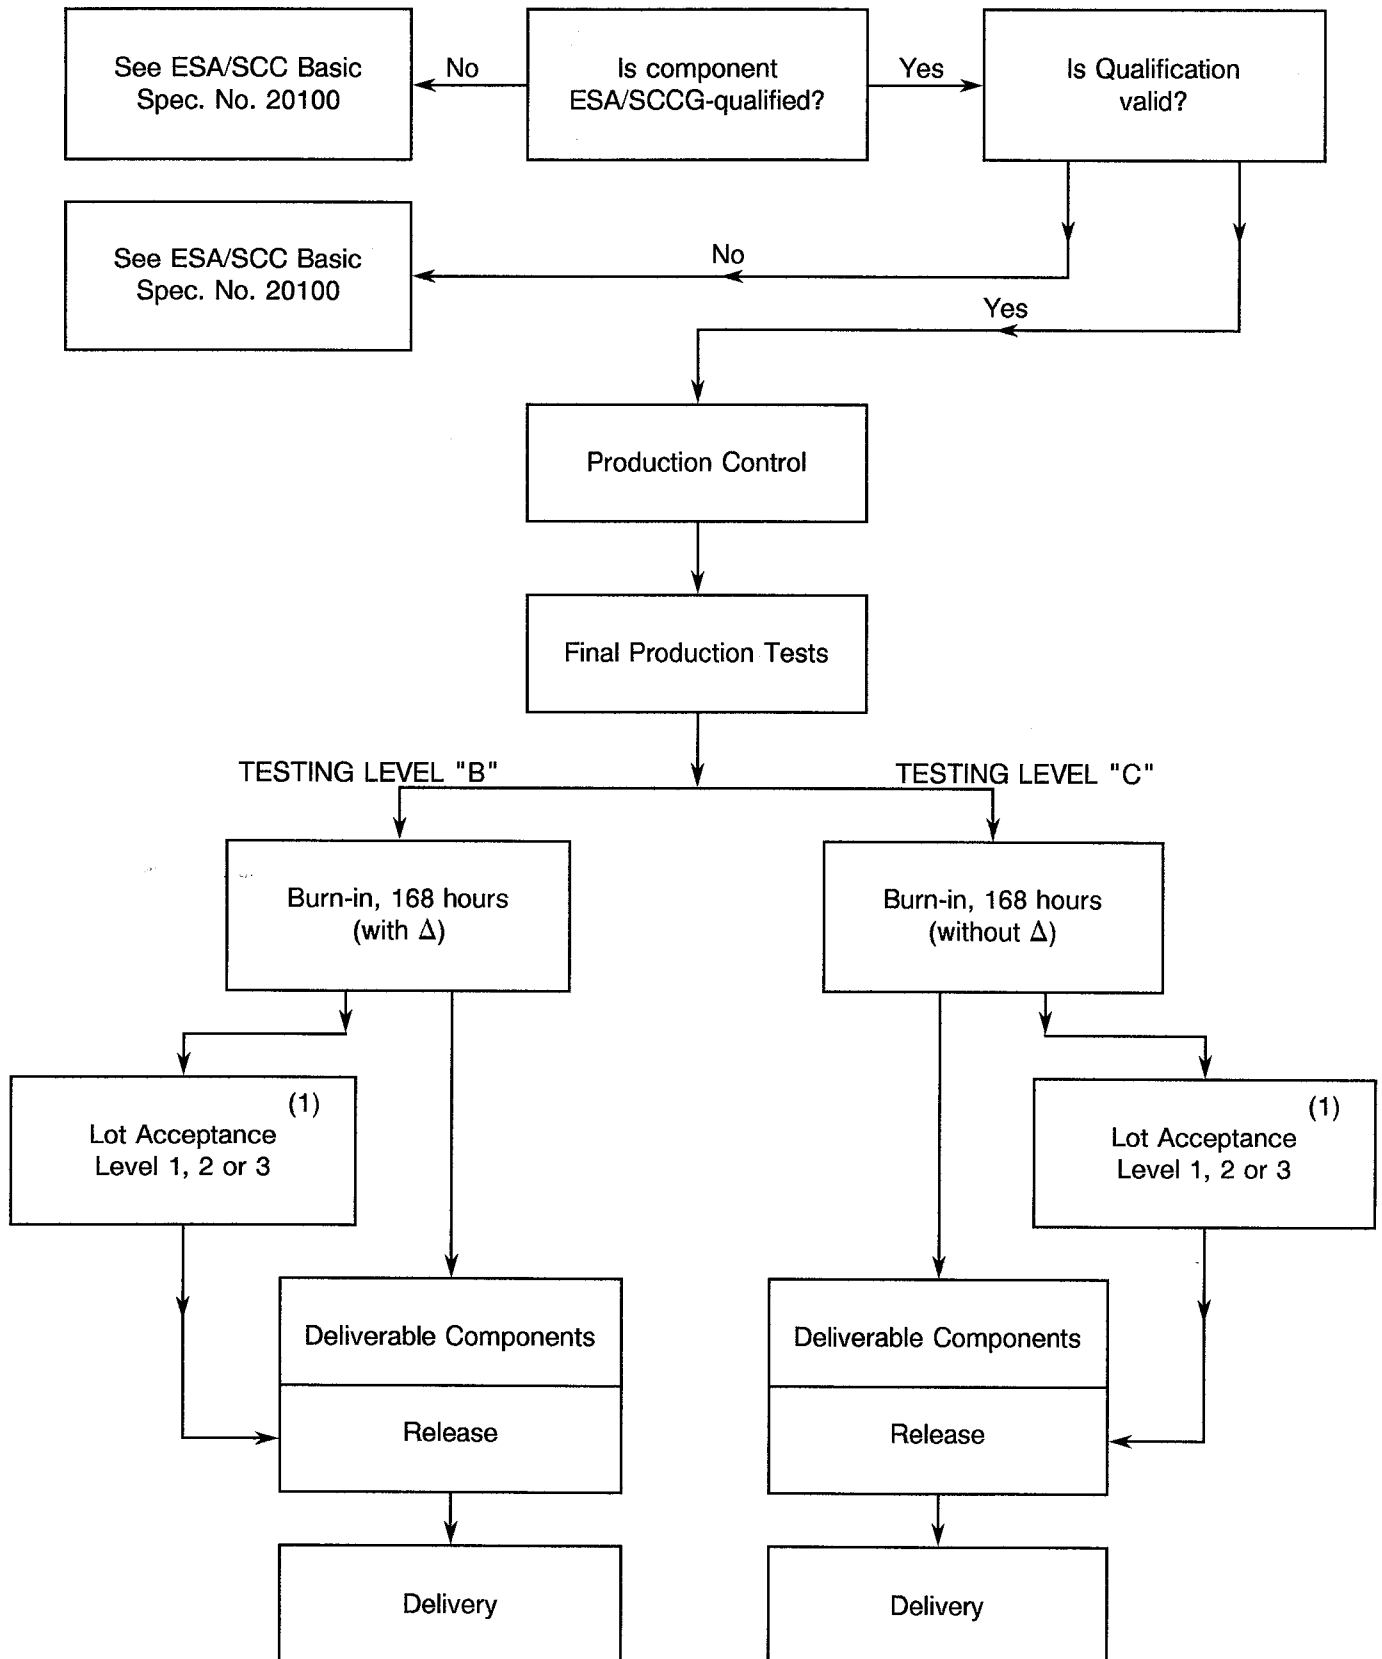 See ESA/SCC Basic
Spec. No. 20100
No
Is component
ESA/SCCG-qualified?
Yes
Is Qualification
valid?
See ESA/SCC Basic
Spec. No. 20100
No
Yes
Production Control
Final Production Tests
TESTING LEVEL "B"
TESTING LEVEL "C"
Burn-in, 168 hours
(with Δ)
Burn-in, 168 hours
(without Δ)
(1)
Lot Acceptance
Level 1, 2 or 3
(1)
Lot Acceptance
Level 1, 2 or 3
Deliverable Components
Release
Deliverable Components
Release
Delivery
Delivery